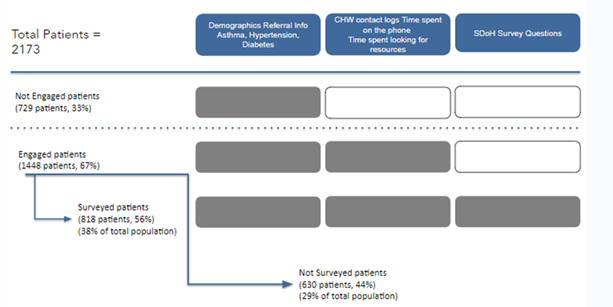 Total Patients =
2173
Demographics Referral Info
Asthma, Hypertension,
Diabetes
CHW contact logs Time spent
on the phone
Time spent looking for
resources
SDoH Survey Questions
Not Engaged patients
(729 patients, 33%)
Engaged patients
(1448 patients, 67%)
Surveyed patients
(818 patients, 56%)
(38% of total population)
Not Surveyed patients
(630 patients, 44%)
(29% of total population)